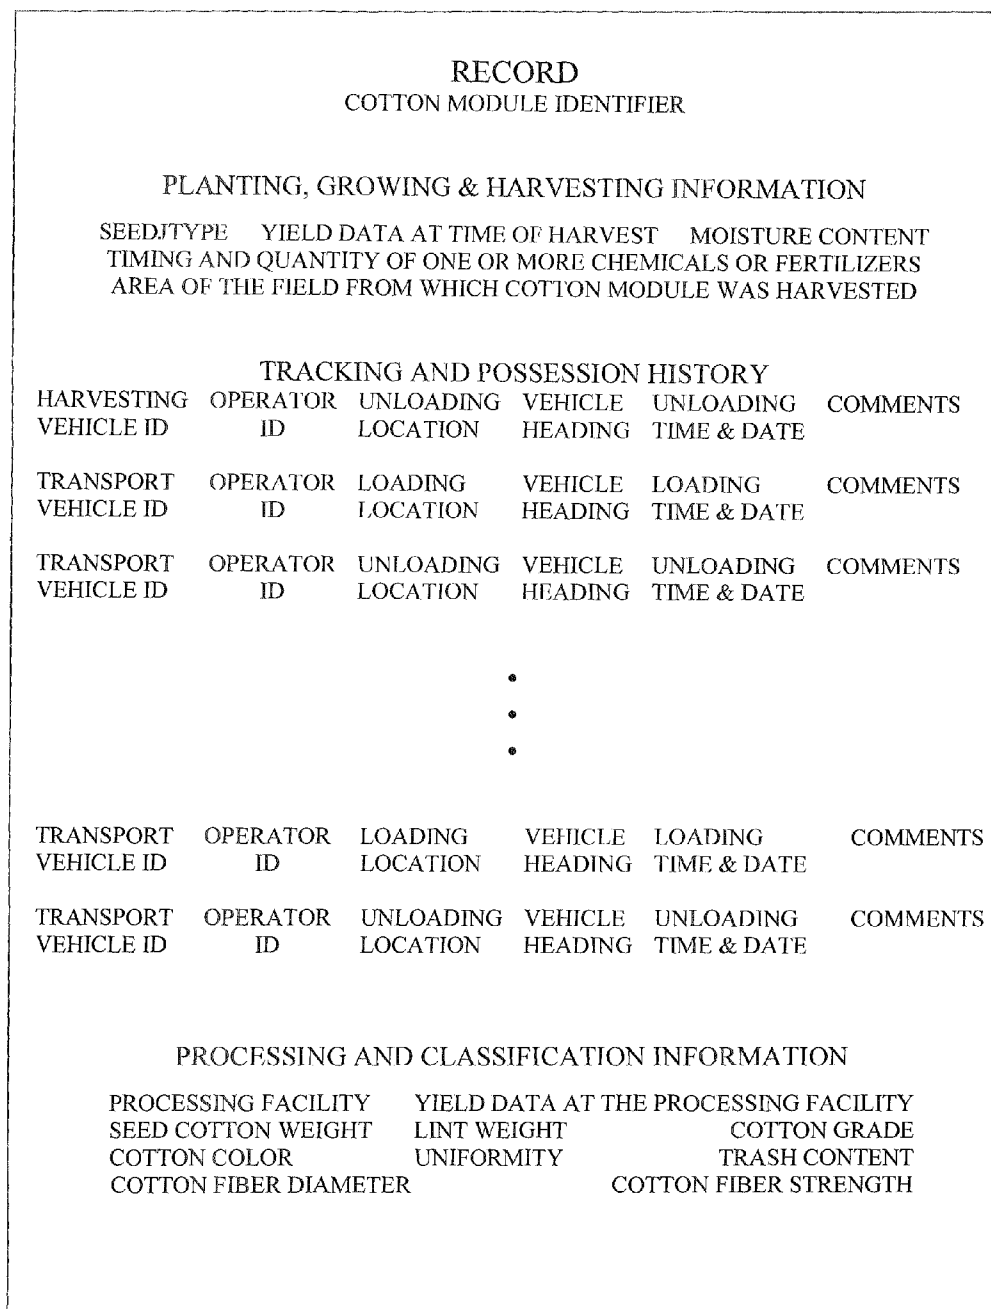 RECORD
COTTON MODULE IDENTIFIER
PLANTING, GROWING & HARVESTING INFORMATION
SEEDJTYPE YIELD DATA AT TIME OF HARVEST MOISTURE CONTENT
TIMING AND QUANTITY OF ONE OR MORE CHEMICALS OR FERTILIZERS
AREA OF THE FIELD FROM WHICH COTTON MODULE WAS HARVESTED
TRACKING AND POSSESSION HISTORY
HARVESTING OPERATOR UNLOADING VEHICLE UNLOADING COMMENTS
VEHICLE ID ID LOCATION HEADING TIME & DATE
TRANSPORT OPERATOR LOADING VEHICLE LOADING COMMENTS
VEHICLE ID ID LOCATION HEADING TIME & DATE
TRANSPORT OPERATOR UNLOADING VEHICLE UNLOADING COMMENTS
VEHICLE ID ID LOCATION HEADING TIME & DATE
TRANSPORT OPERATOR LOADING VEHICLE LOADING COMMENTS
VEHICLE ID ID LOCATION HEADING TIME & DATE
TRANSPORT OPERATOR UNLOADING VEHICLE UNLOADING COMMENTS
VEHICLE ID ID LOCATION HEADING TIME & DATE
PROCESSING AND CLASSIFICATION INFORMATION
PROCESSING FACILITY YIELD DATA AT THE PROCESSING FACILITY
SEED COTTON WEIGHT LINT WEIGHT COTTON GRADE
COTTON COLOR UNIFORMITY TRASH CONTENT
COTTON FIBER DIAMETER COTTON FIBER STRENGTH